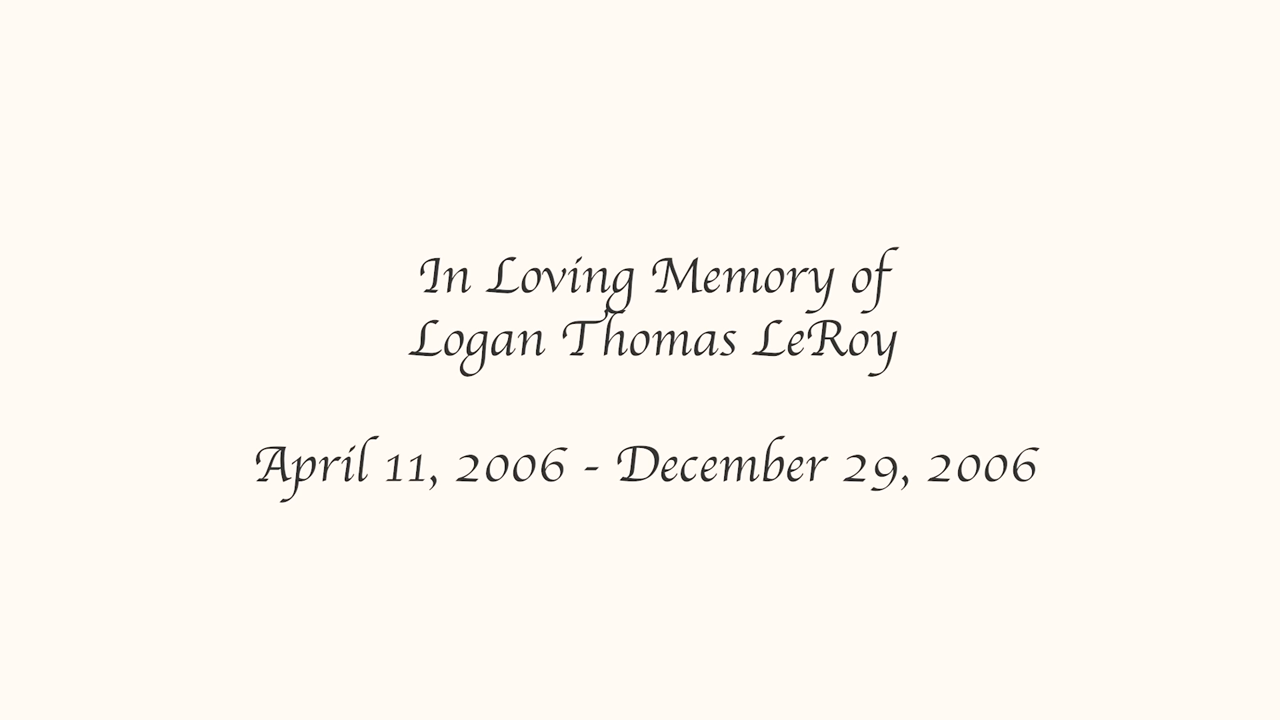 In Loving Memory of
Logan Thomas LeRoy
April 11, 2006 - December 29, 2006